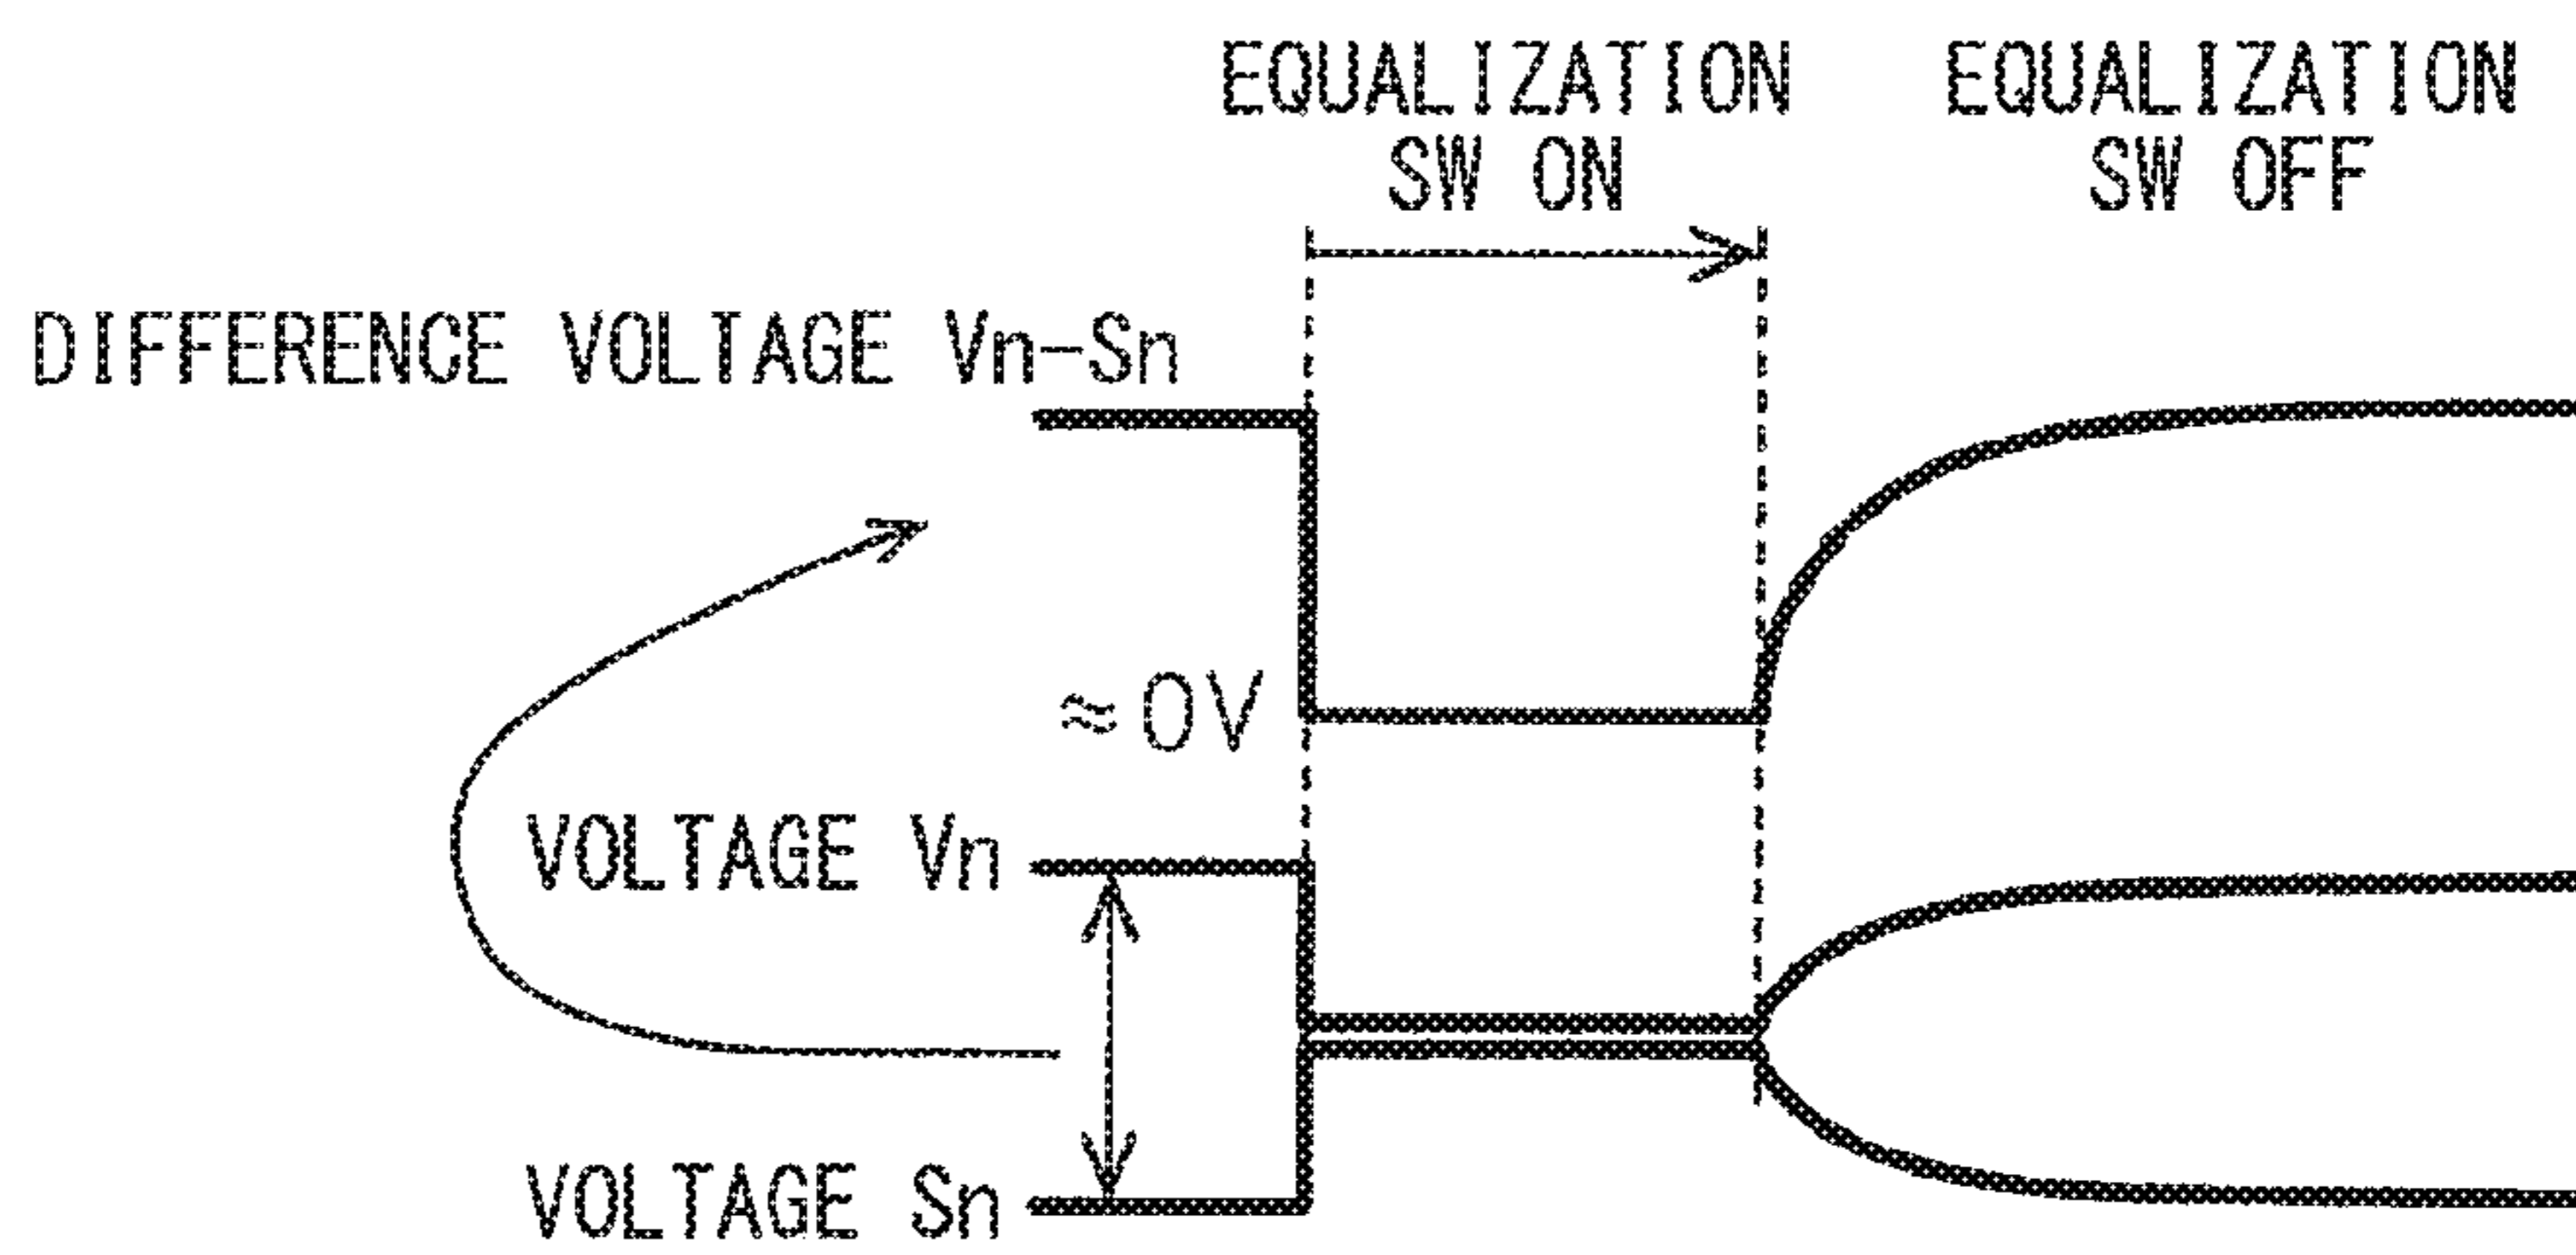 EQUALIZATION
SW ON
EQUALIZATION
SW OFF
DIFFERENCE VOLTAGE Vn-Sn
≈0V
VOLTAGE Vn
VOLTAGE Sn